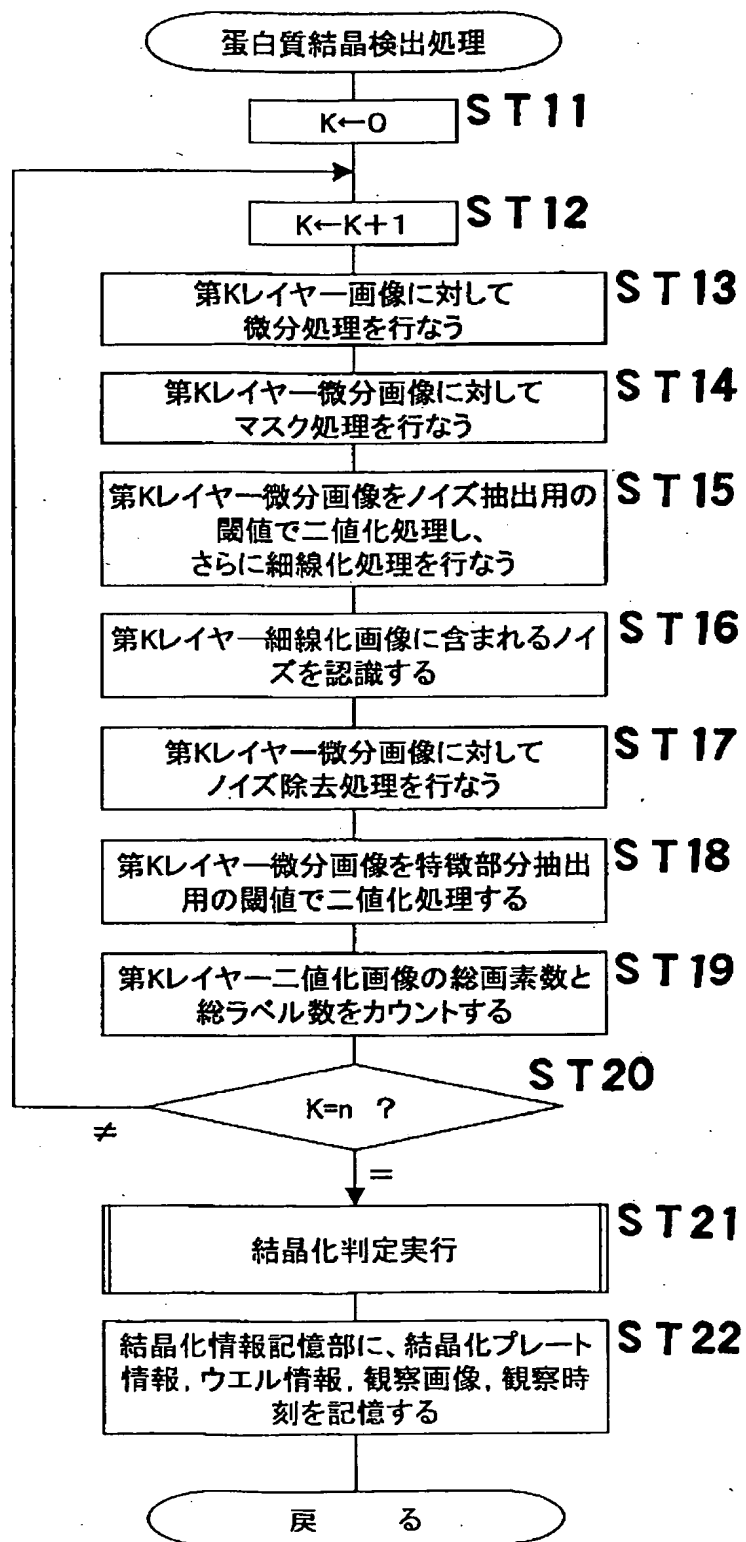 蛋白質結晶検出処理
K←0
ST11
K←K+1
ST12
第Kレイヤー画像に対して
微分処理を行なう
ST13
第Kレイヤー微分画像に対して
マスク処理を行なう
ST14
第Kレイヤー微分画像をノイズ抽出用の
閾値で二値化処理し、
さらに細線化処理を行なう
ST15
第Kレイヤー細線化画像に含まれるノイ
ズを認識する
ST16
第Kレイヤー微分画像に対して
ノイズ除去処理を行なう
ST17
第Kレイヤー微分画像を特徴部分抽出
用の閾値で二値化処理する
ST18
第Kレイヤー二値化画像の総画素数と
総ラベル数をカウントする
ST19
K=n ?
ST20
≠
=
結晶化判定実行
ST21
結晶化情報記憶部に、結晶化プレート
情報,ウエル情報,観察画像,観察時
刻を記憶する
ST22
戻 る